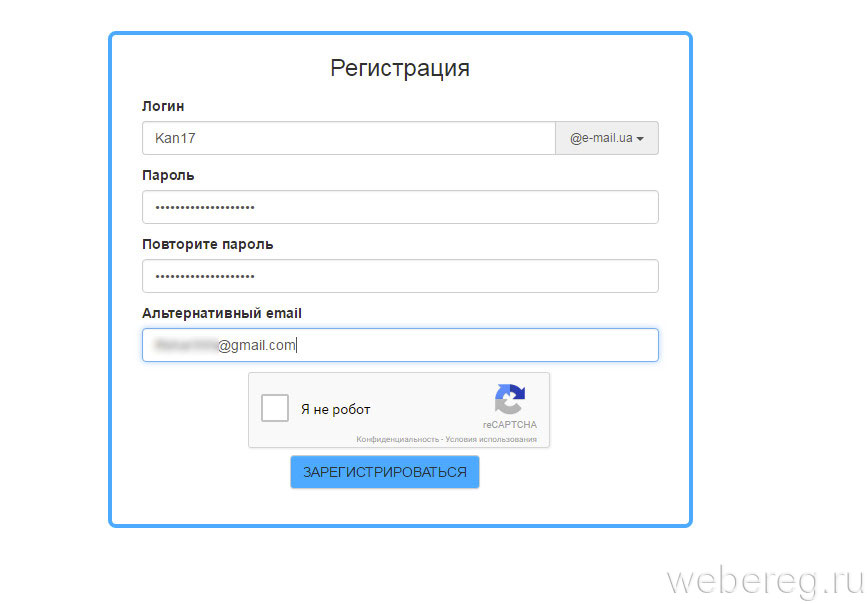 Регистрация
Логин
Kan17
@e-mail.ua
Пароль
••••••••••••••••••••
Повторите пароль
••••••••••••••••••••
Альтернативный email
@gmail.com
Я не робот
reCAPTCHA
Конфиденциальность - Условия использования
ЗАРЕГИСТРИРОВАТЬСЯ
webereg.ru